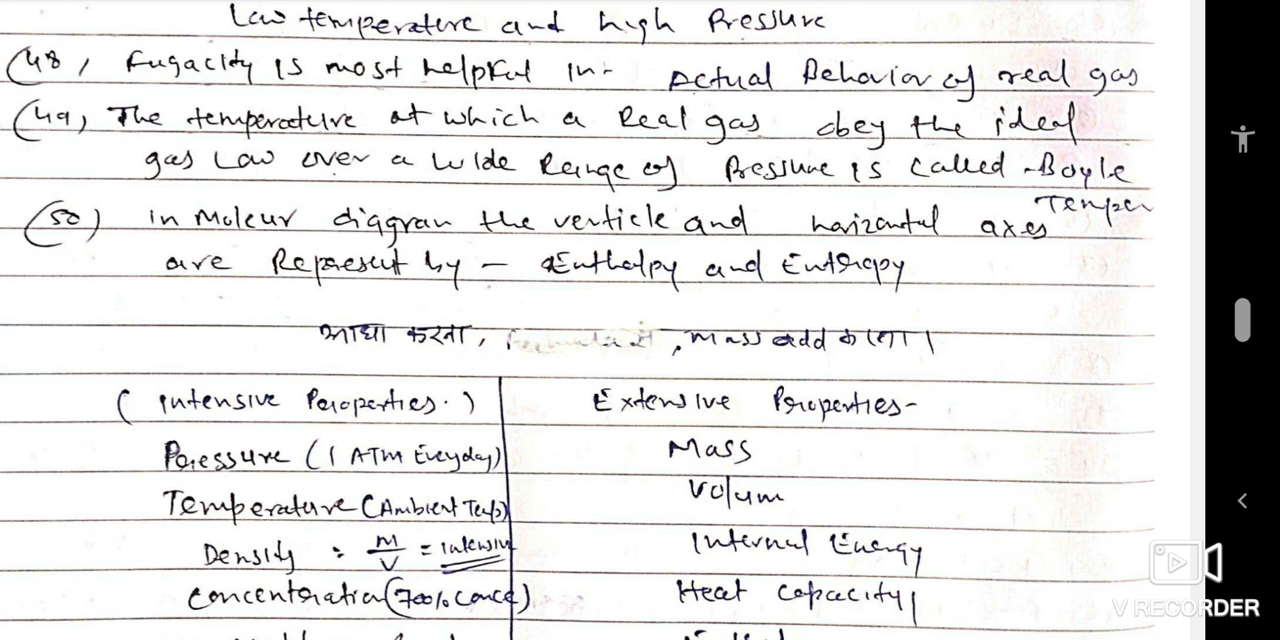 Low temperature and high Pressure
(48, Fugacity is most helpful in- Actual Behavior of real gas
(49, The temperature at which a Real gas obey the ideal
gas Law over a wide Range of Pressure is called -Boyle
Temper
(50) in Moleur diagram the verticle and horizontal axes
are Represent by - Enthalpy and Enthropy
आधा करना, Formula में, Mass add करना।
(Intensive Properties.) Extensive Properties-
Pressure (1 ATM Everyday) Mass
Temperature (Ambient Temp) Volum
Density : M/V = intensive Internal Energy
Concentration (700% Conce) Heat capacity
V RECORDER